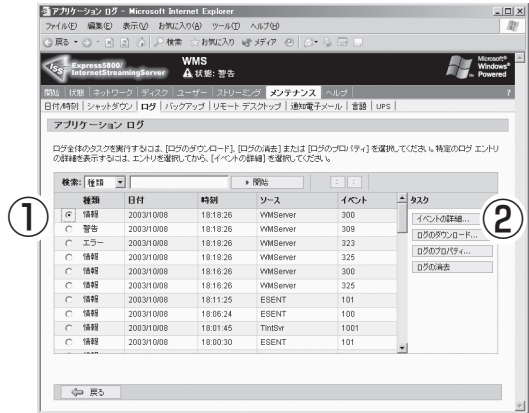 アプリケーション ログ - Microsoft Internet Explorer
ファイル(F) 編集(E) 表示(V) お気に入り(A) ツール(T) ヘルプ(H)
戻る 検索 お気に入り メディア
iss Express5800/ InternetStreamingServer
WMS
状態: 警告
Microsoft Windows Powered
開始 状態 ネットワーク ディスク ユーザー ストリーミング メンテナンス ヘルプ ?
日付/時刻 | シャットダウン | ログ | バックアップ | リモート デスクトップ | 通知電子メール | 言語 | UPS |
アプリケーション ログ
ログ全体のタスクを実行するには、[ログのダウンロード]、[ログの消去] または [ログのプロパティ] を選択してください。特定のログ エントリ
の詳細を表示するには、エントリを選択してから、[イベントの詳細] を選択してください。
検索: 種類 開始
種類 日付 時刻 ソース イベント
情報 2003/10/08 18:18:26 WMServer 300
警告 2003/10/08 18:18:26 WMServer 309
エラー 2003/10/08 18:18:26 WMServer 323
情報 2003/10/08 18:18:26 WMServer 325
情報 2003/10/08 18:16:26 WMServer 300
情報 2003/10/08 18:16:26 WMServer 325
情報 2003/10/08 18:11:25 ESENT 101
情報 2003/10/08 18:06:24 ESENT 100
情報 2003/10/08 18:01:45 TlntSvr 1001
情報 2003/10/08 18:00:30 ESENT 101
タスク
イベントの詳細...
ログのダウンロード...
ログのプロパティ...
ログの消去
①
②
戻る